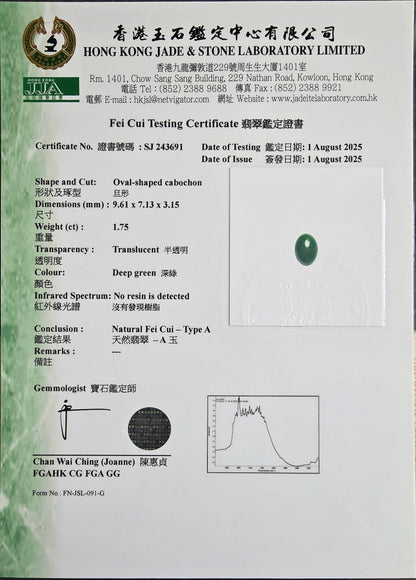 香港玉石鑑定中心有限公司
HONG KONG JADE & STONE LABORATORY LIMITED
香港九龍彌敦道229號周生生大廈1401室
Rm. 1401, Chow Sang Sang Building, 229 Nathan Road, Kowloon, Hong Kong
電話 Tel : (852) 2388 9688 傳真 Fax : (852) 2385 9921
電郵 E-mail : hkjsl@netvigator.com 網址 Website : www.jadeitelaboratory.com.hk
HONG KONG
JJA
Fei Cui Testing Certificate 翡翠鑑定證書
Certificate No. 證書號碼 : SJ 243691
Date of Testing 鑑定日期 : 1 August 2025
Date of Issue 簽發日期 : 1 August 2025
Shape and Cut: Oval-shaped cabochon
形狀及琢型 旦形
Dimensions (mm) : 9.61 x 7.13 x 3.15
尺寸
Weight (ct) : 1.75
重量
Transparency : Translucent 半透明
透明度
Colour: Deep green 深綠
顏色
Infrared Spectrum: No resin is detected
紅外線光譜 沒有發現樹脂
Conclusion : Natural Fei Cui – Type A
鑑定結果 天然翡翠 – A 玉
Remarks : ---
備註
Gemmologist 寶石鑑定師
Chan Wai Ching (Joanne) 陳惠貞
FGAHK CG FGA GG
Form No.: FN-JSL-091-G